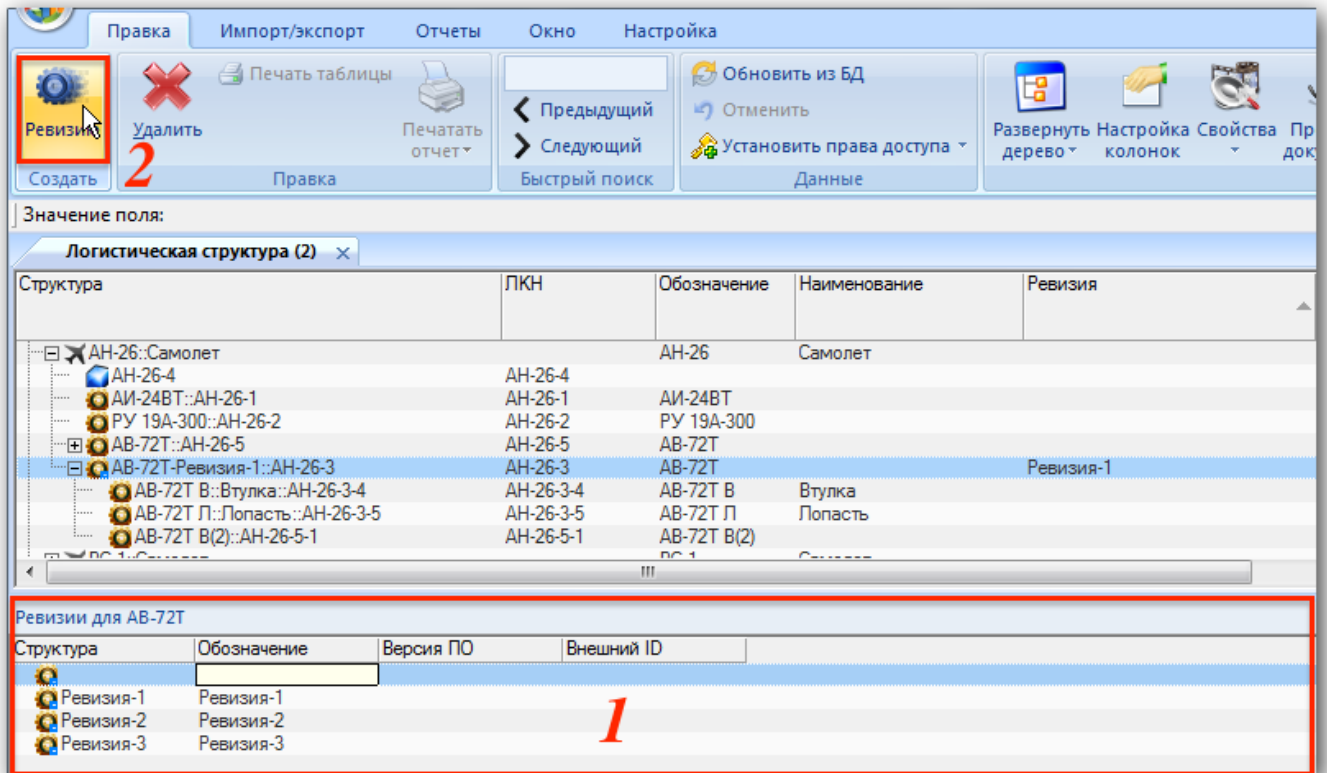 Правка Импорт/экспорт Отчеты Окно Настройка
Ревизия
Удалить
Печать таблицы
Печатать отчет
Предыдущий
Следующий
Обновить из БД
Отменить
Установить права доступа
Развернуть дерево
Настройка колонок
Свойства
Создать 2 Правка Быстрый поиск Данные
Значение поля:
Логистическая структура (2)
Структура ЛКН Обозначение Наименование Ревизия
АН-26::Самолет АН-26 Самолет
АН-26-4 АН-26-4
АИ-24ВТ::АН-26-1 АН-26-1 АИ-24ВТ
РУ 19А-300::АН-26-2 АН-26-2 РУ 19А-300
АВ-72Т::АН-26-5 АН-26-5 АВ-72Т
АВ-72Т-Ревизия-1::АН-26-3 АН-26-3 АВ-72Т Ревизия-1
АВ-72Т В::Втулка::АН-26-3-4 АН-26-3-4 АВ-72Т В Втулка
АВ-72Т Л::Лопасть::АН-26-3-5 АН-26-3-5 АВ-72Т Л Лопасть
АВ-72Т В(2)::АН-26-5-1 АН-26-5-1 АВ-72Т В(2)
Ревизии для АВ-72Т
Структура Обозначение Версия ПО Внешний ID
Ревизия-1 Ревизия-1
Ревизия-2 Ревизия-2
Ревизия-3 Ревизия-3
1